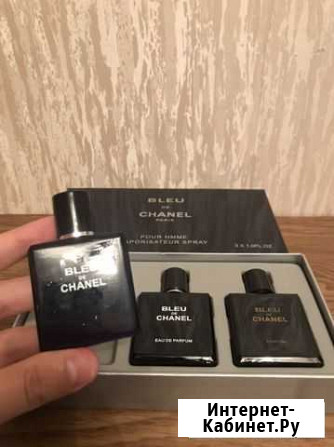 BLEU
DE
CHANEL
PARIS
POUR HMME
VAPORISATEUR SPRAY
BLEU
DE
CHANEL
BLEU
DE
CHANEL
EAU DE PARFUM
BLEU
DE
CHANEL
Интернет-
Кабинет.Ру